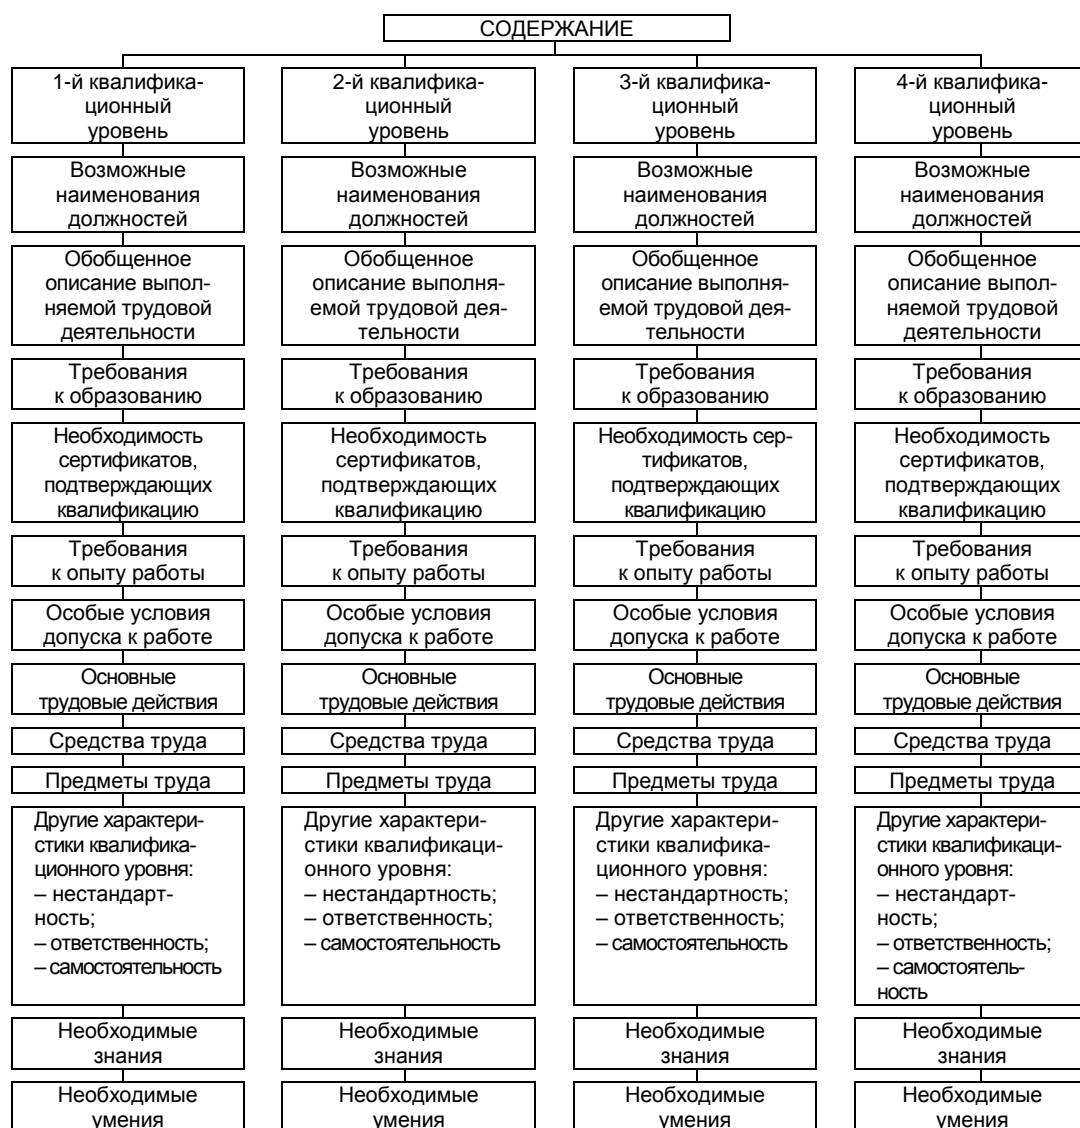 СОДЕРЖАНИЕ
1-й квалифика-
ционный
уровень
Возможные
наименования
должностей
Обобщенное
описание выпол-
няемой трудовой
деятельности
Требования
к образованию
Необходимость
сертификатов,
подтверждающих
квалификацию
Требования
к опыту работы
Особые условия
допуска к работе
Основные
трудовые действия
Средства труда
Предметы труда
Другие характери-
стики квалифика-
ционного уровня:
– нестандарт-
ность;
– ответственность;
– самостоятельность
Необходимые
знания
Необходимые
умения
2-й квалифика-
ционный
уровень
Возможные
наименования
должностей
Обобщенное
описание выполня-
емой трудовой дея-
тельности
Требования
к образованию
Необходимость
сертификатов,
подтверждающих
квалификацию
Требования
к опыту работы
Особые условия
допуска к работе
Основные
трудовые действия
Средства труда
Предметы труда
Другие характери-
стики квалификаци-
онного уровня:
– нестандартность;
– ответственность;
– самостоятельность
Необходимые
знания
Необходимые
умения
3-й квалифика-
ционный
уровень
Возможные
наименования
должностей
Обобщенное
описание выполня-
емой трудовой дея-
тельности
Требования
к образованию
Необходимость сер-
тификатов,
подтверждающих
квалификацию
Требования
к опыту работы
Особые условия
допуска к работе
Основные
трудовые действия
Средства труда
Предметы труда
Другие характери-
стики квалифика-
ционного уровня:
– нестандартность;
– ответственность;
– самостоятельность
Необходимые
знания
Необходимые
умения
4-й квалифика-
ционный
уровень
Возможные
наименования
должностей
Обобщенное
описание выпол-
няемой трудовой
деятельности
Требования
к образованию
Необходимость
сертификатов,
подтверждающих
квалификацию
Требования
к опыту работы
Особые условия
допуска к работе
Основные
трудовые действия
Средства труда
Предметы труда
Другие характери-
стики квалификаци-
онного уровня:
– нестандарт-
ность;
– ответственность;
– самостоятель-
ность
Необходимые
знания
Необходимые
умения